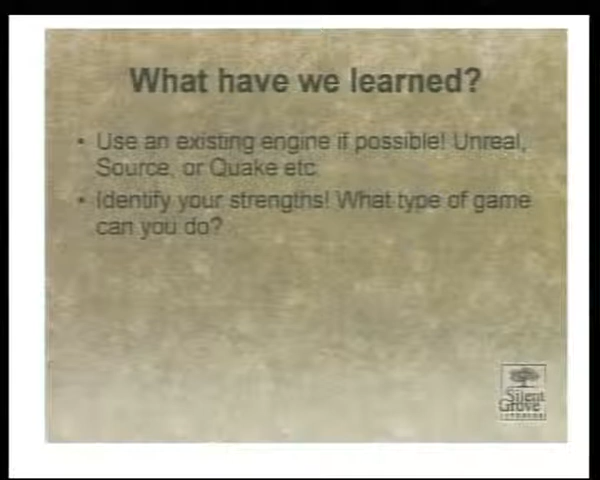 What have we learned?
• Use an existing engine if possible! Unreal,
Source, or Quake etc.
• Identify your strengths! What type of game
can you do?
Silent
Grove